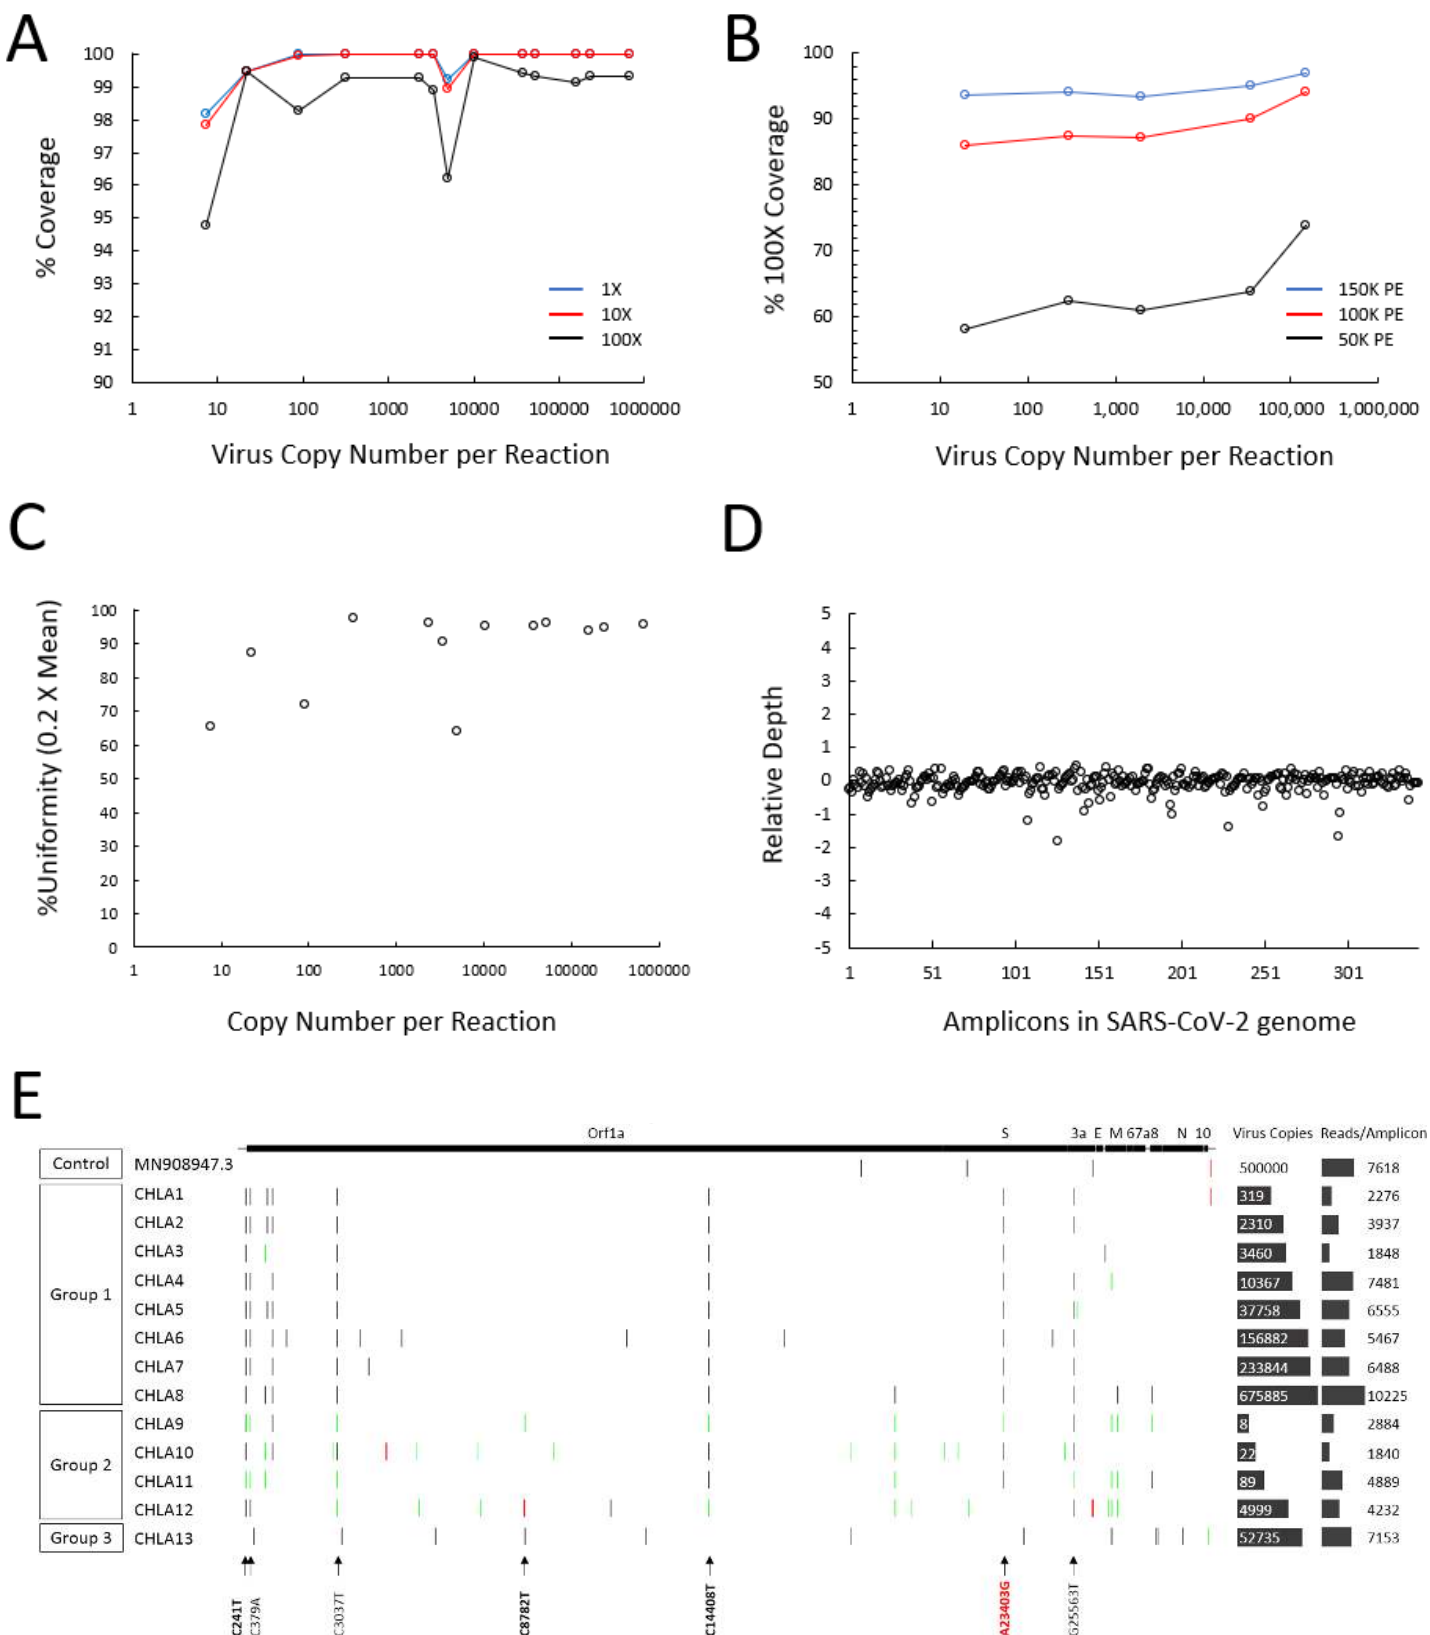 A
100
99
98
97
96
95
94
93
92
91
90
% Coverage
1X
10X
100X
1 10 100 1000 10000 100000 1000000
Virus Copy Number per Reaction
B
100
90
80
70
60
50
% 100X Coverage
150K PE
100K PE
50K PE
1 10 100 1,000 10,000 100,000 1,000,000
Virus Copy Number per Reaction
C
100
90
80
70
60
50
40
30
20
10
0
%Uniformity (0.2 X Mean)
1 10 100 1000 10000 100000 1000000
Copy Number per Reaction
D
5
4
3
2
1
0
-1
-2
-3
-4
-5
Relative Depth
1 51 101 151 201 251 301
Amplicons in SARS-CoV-2 genome
E
Orf1a S 3a E M 67a8 N 10 Virus Copies Reads/Amplicon
Control MN908947.3 500000 7618
Group 1
CHLA1 319 2276
CHLA2 2310 3937
CHLA3 3460 1848
CHLA4 10367 7481
CHLA5 37758 6555
CHLA6 156882 5467
CHLA7 233844 6488
CHLA8 675885 10225
Group 2
CHLA9 8 2884
CHLA10 22 1840
CHLA11 89 4889
CHLA12 4999 4232
Group 3 CHLA13 52735 7153
C241T
C379A
C3037T
C8782T
C14408T
A23403G
G25563T